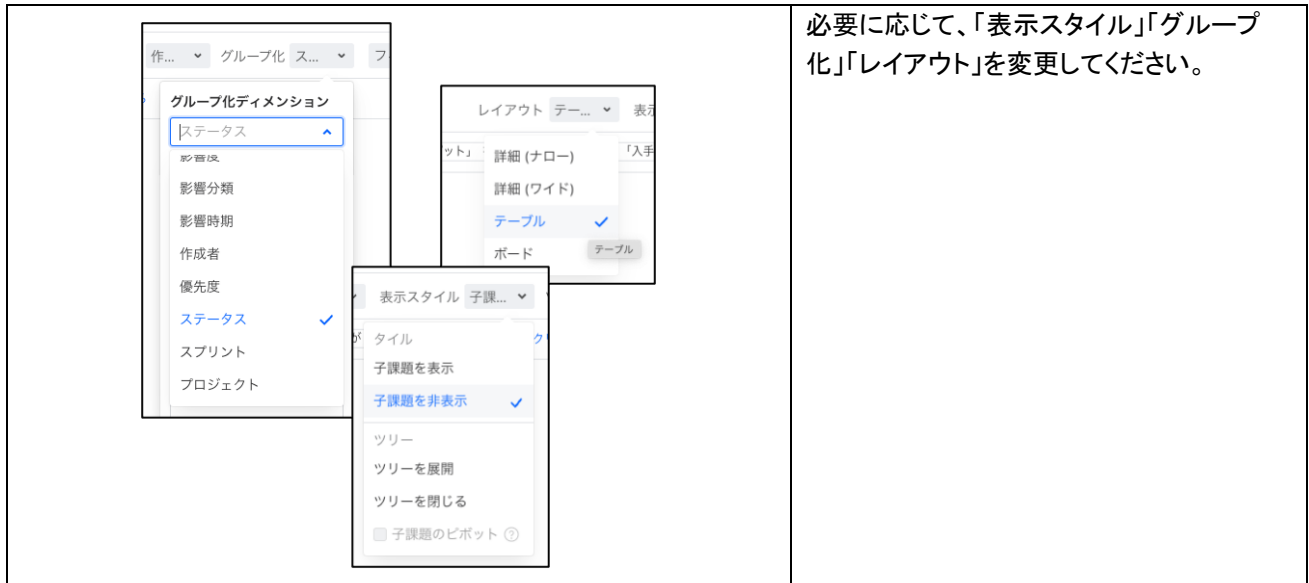 作... グループ化 ス... フ
グループ化ディメンション
ステータス
影響度
影響分類
影響時期
作成者
優先度
ステータス
スプリント
プロジェクト
レイアウト テー... 表示
ット」 「入手
詳細 (ナロー)
詳細 (ワイド)
テーブル
ボード テーブル
表示スタイル 子課...
が ク
タイル
子課題を表示
子課題を非表示
ツリー
ツリーを展開
ツリーを閉じる
子課題のピボット ?
必要に応じて、「表示スタイル」「グループ
化」「レイアウト」を変更してください。